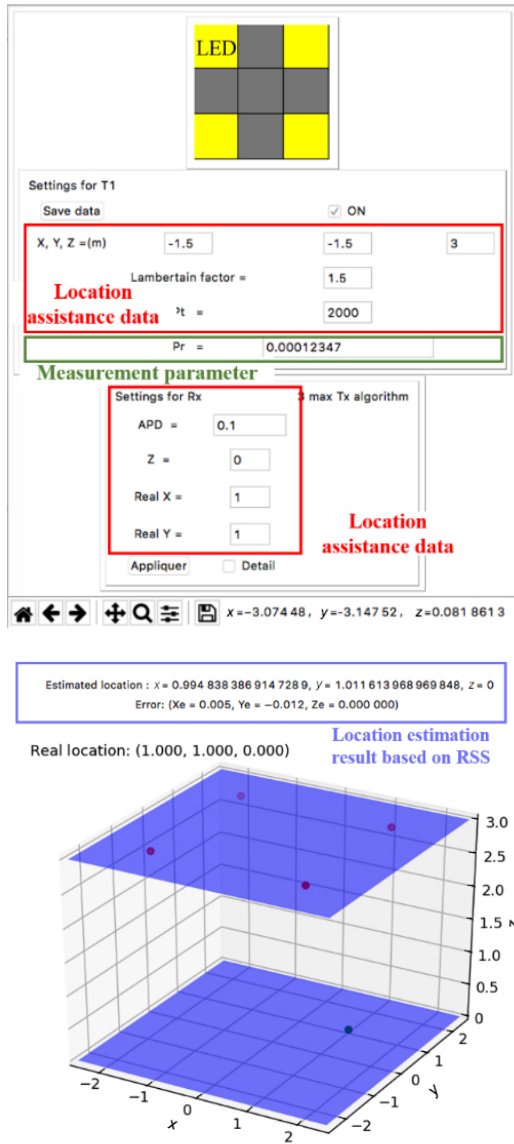 LED
Settings for T1
Save data
ON
X, Y, Z =(m) -1.5 -1.5 3
Lambertain factor = 1.5
Location
assistance data
Pt = 2000
Pr = 0.00012347
Measurement parameter
Settings for Rx 3 max Tx algorithm
APD = 0.1
Z = 0
Real X = 1
Real Y = 1
Location
assistance data
Appliquer Detail
x=−3.074 48, y=−3.147 52, z=0.081 861 3
Estimated location : x = 0.994 838 386 914 728 9, y = 1.011 613 968 969 848, z = 0
Error: (Xe = 0.005, Ye = −0.012, Ze = 0.000 000)
Location estimation
result based on RSS
Real location: (1.000, 1.000, 0.000)
3.0
2.5
2.0
1.5
z
1.0
0.5
0
−2 −1 0 1 2
x
−2 −1 0 1 2
y